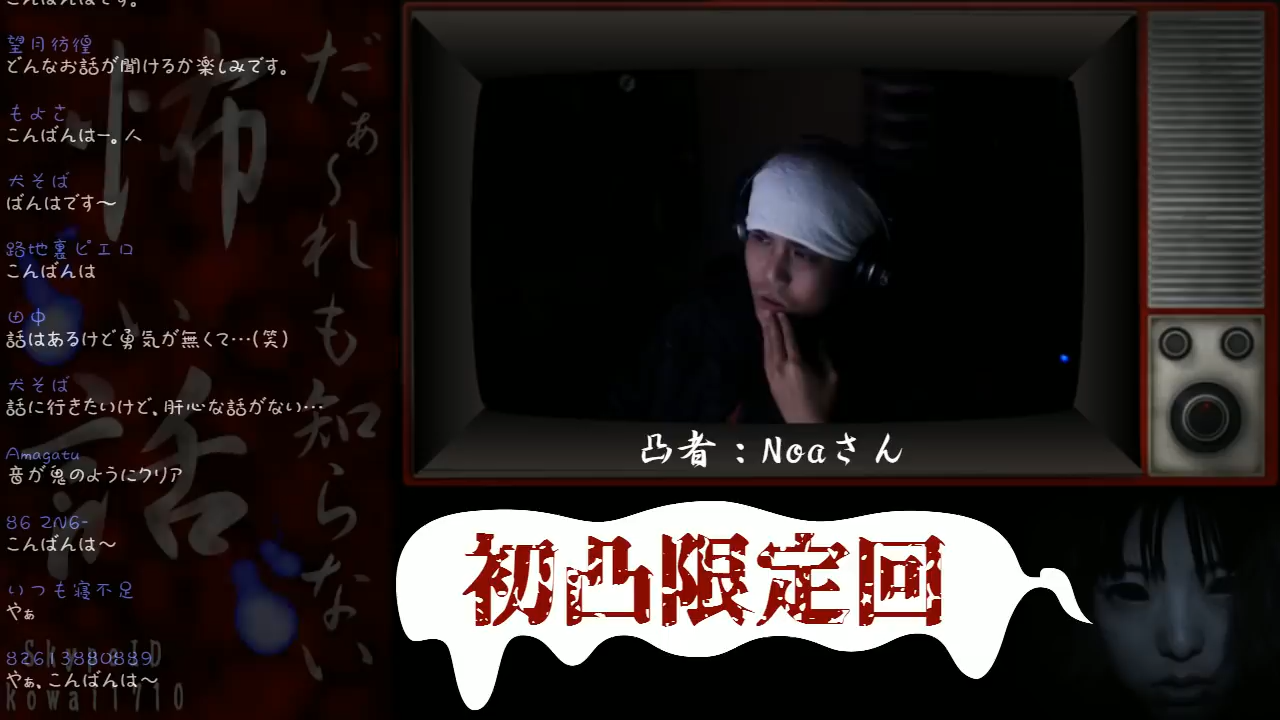 こんばんはです。
望月彷徨
どんなお話が聞けるか楽しみです。
もよさ
こんばんはー。人
犬そば
ばんはです〜
路地裏ピエロ
こんばんは
田中
話はあるけど勇気が無くて…(笑)
犬そば
話に行きたいけど、肝心な話がない…
Amagatu
音が鬼のようにクリア
86 2N6-
こんばんは〜
いつも寝不足
やぁ
82613880889
やぁ、こんばんは〜
だぁ〜れも知らない
怖い話
SkypeID
kowai1710
凸者：Noaさん
初凸限定回